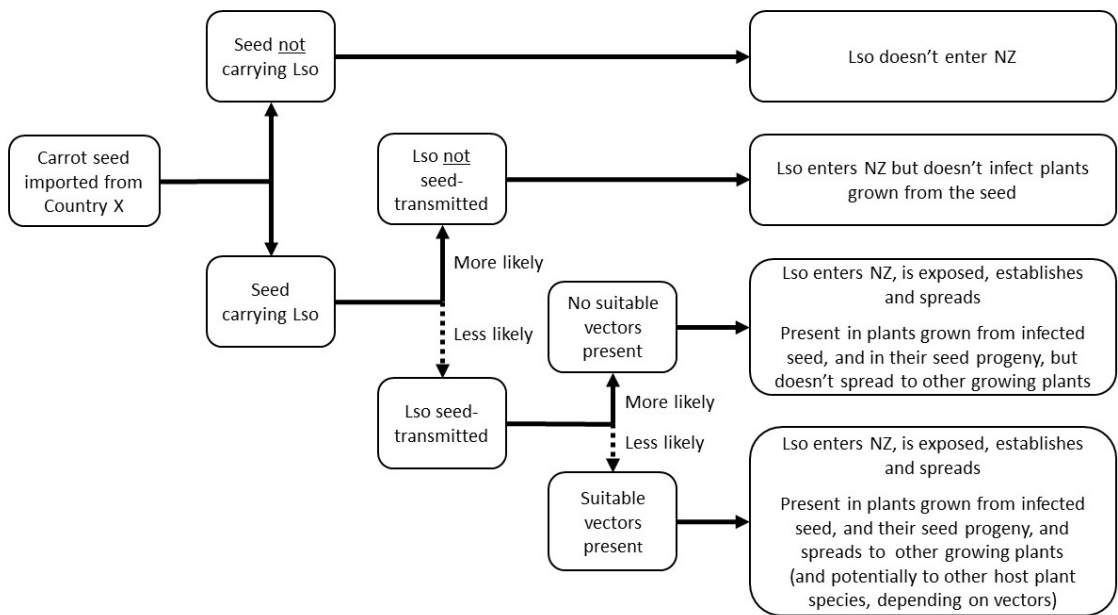 Seed not
carrying Lso
Lso doesn't enter NZ
Carrot seed
imported from
Country X
Lso not
seed-
transmitted
Lso enters NZ but doesn't infect plants
grown from the seed
More likely
Seed
carrying Lso
Less likely
No suitable
vectors
present
Lso enters NZ, is exposed, establishes
and spreads
Present in plants grown from infected
seed, and in their seed progeny, but
doesn't spread to other growing plants
Lso seed-
transmitted
More likely
Less likely
Suitable
vectors
present
Lso enters NZ, is exposed, establishes
and spreads
Present in plants grown from infected
seed, and their seed progeny, and
spreads to other growing plants
(and potentially to other host plant
species, depending on vectors)